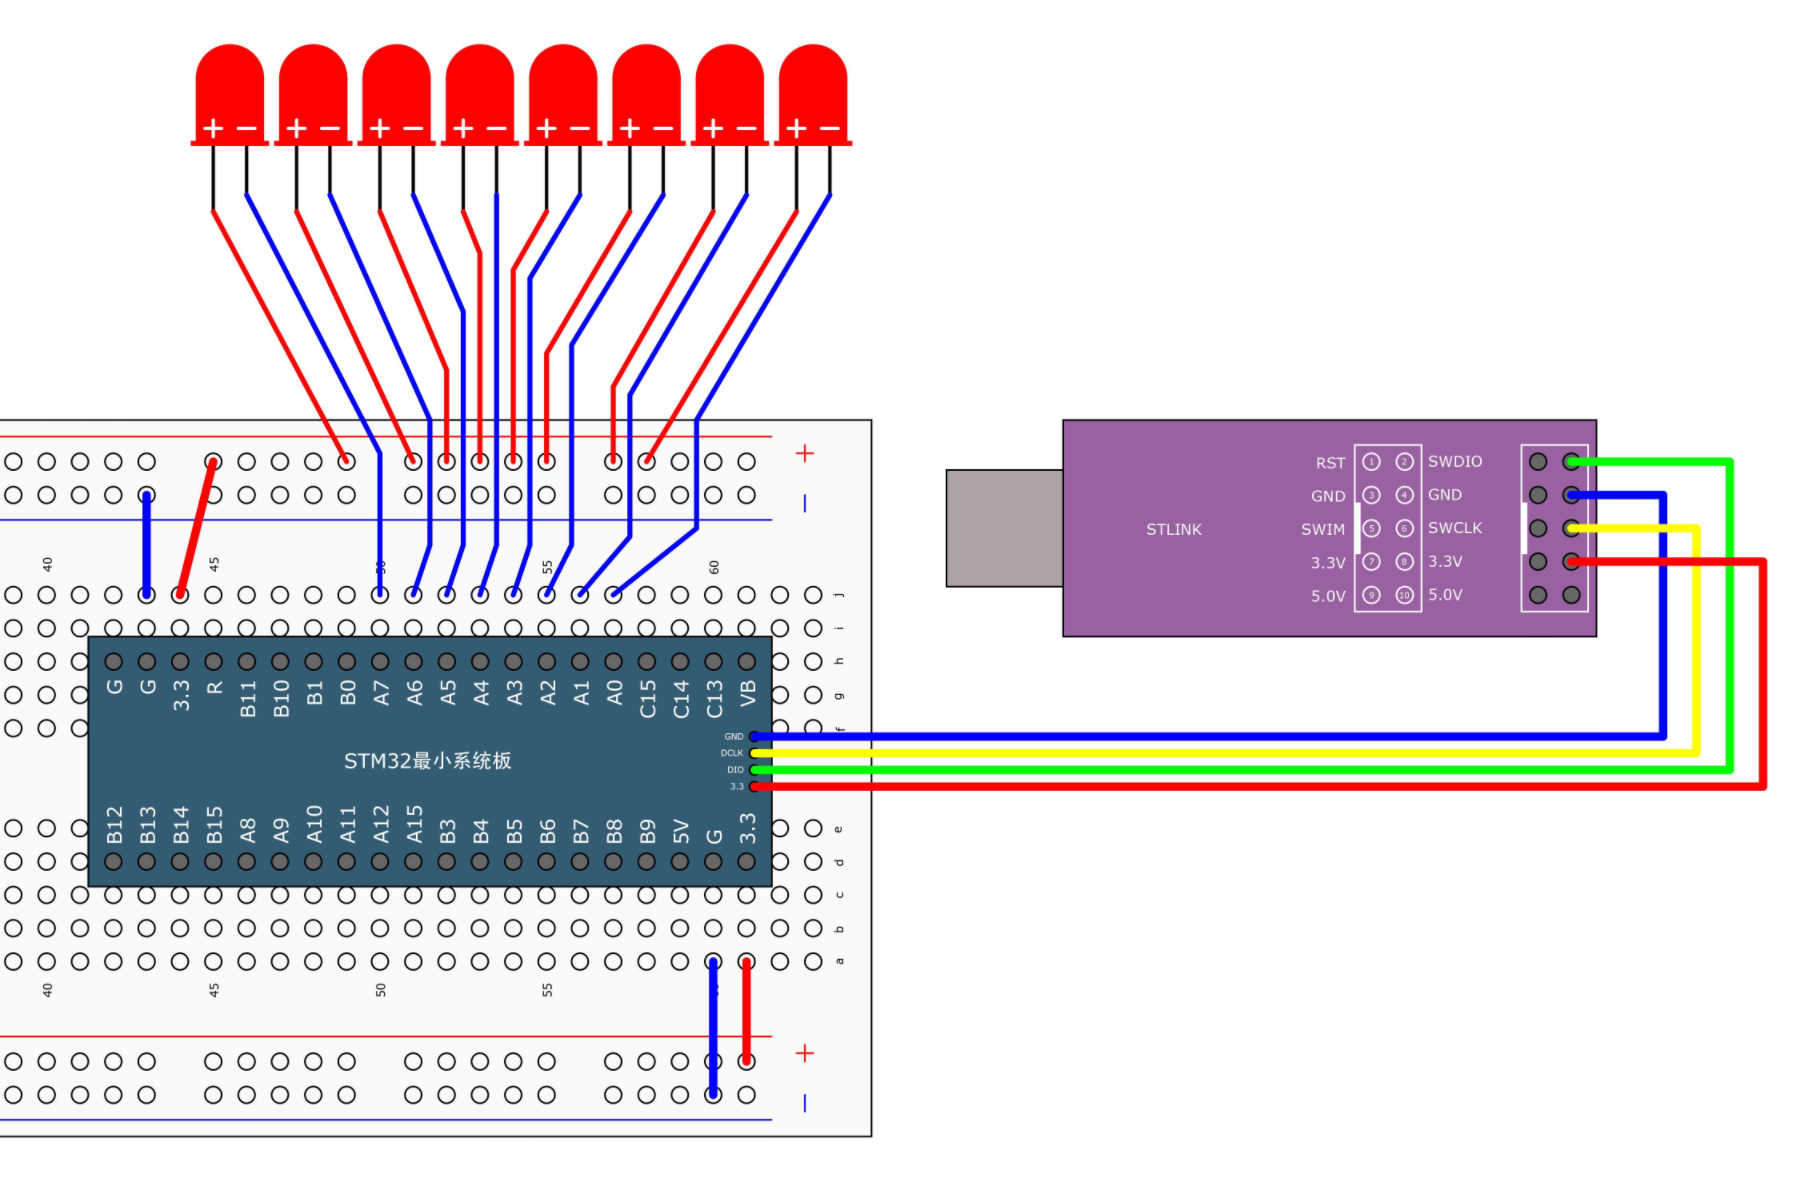 + − + − + − + − + − + − + − + −
+
−
40 45 50 55 60
j
i
h
g
f
G G 3.3 R B11 B10 B1 B0 A7 A6 A5 A4 A3 A2 A1 A0 C15 C14 C13 VB
GND
DCLK
DIO
3.3
STM32最小系统板
B12 B13 B14 B15 A8 A9 A10 A11 A12 A15 B3 B4 B5 B6 B7 B8 B9 5V G 3.3
e
d
c
b
a
40 45 50 55
+
−
STLINK
RST 1 2 SWDIO
GND 3 4 GND
SWIM 5 6 SWCLK
3.3V 7 8 3.3V
5.0V 9 10 5.0V